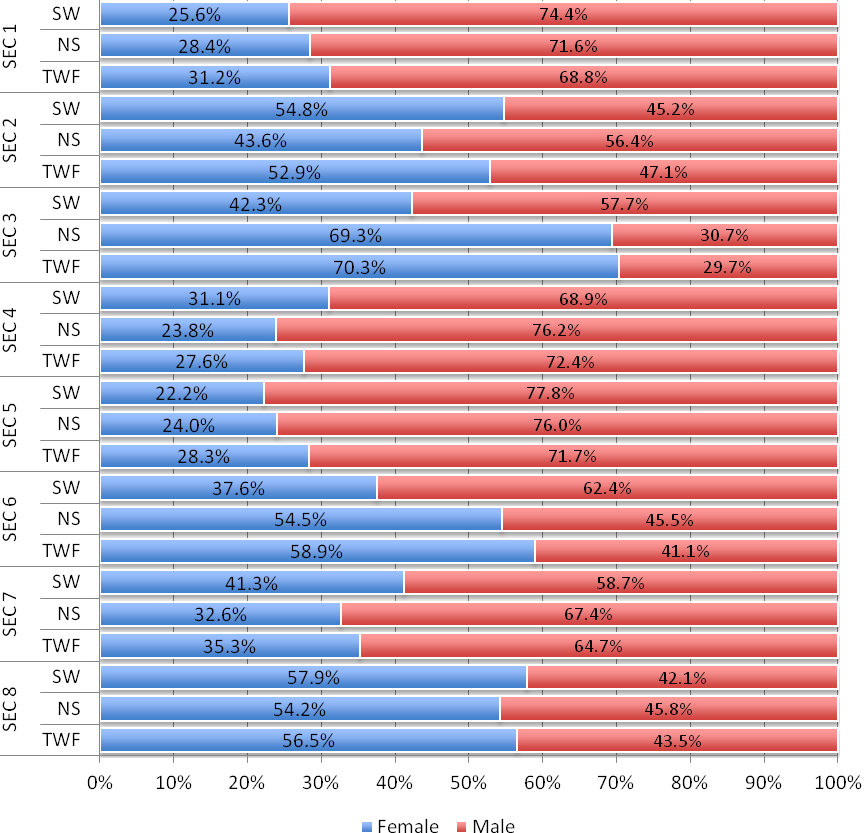 SEC 1
SW 25.6% 74.4%
NS 28.4% 71.6%
TWF 31.2% 68.8%
SEC 2
SW 54.8% 45.2%
NS 43.6% 56.4%
TWF 52.9% 47.1%
SEC 3
SW 42.3% 57.7%
NS 69.3% 30.7%
TWF 70.3% 29.7%
SEC 4
SW 31.1% 68.9%
NS 23.8% 76.2%
TWF 27.6% 72.4%
SEC 5
SW 22.2% 77.8%
NS 24.0% 76.0%
TWF 28.3% 71.7%
SEC 6
SW 37.6% 62.4%
NS 54.5% 45.5%
TWF 58.9% 41.1%
SEC 7
SW 41.3% 58.7%
NS 32.6% 67.4%
TWF 35.3% 64.7%
SEC 8
SW 57.9% 42.1%
NS 54.2% 45.8%
TWF 56.5% 43.5%
0% 10% 20% 30% 40% 50% 60% 70% 80% 90% 100%
Female Male